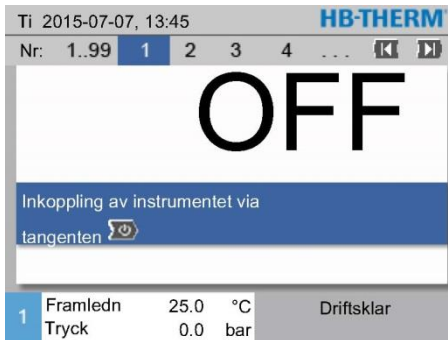 Ti 2015-07-07, 13:45 HB-THERM
Nr: 1..99 1 2 3 4 ...
OFF
Inkoppling av instrumentet via
tangenten
1 Framledn 25.0 °C Driftsklar
Tryck 0.0 bar